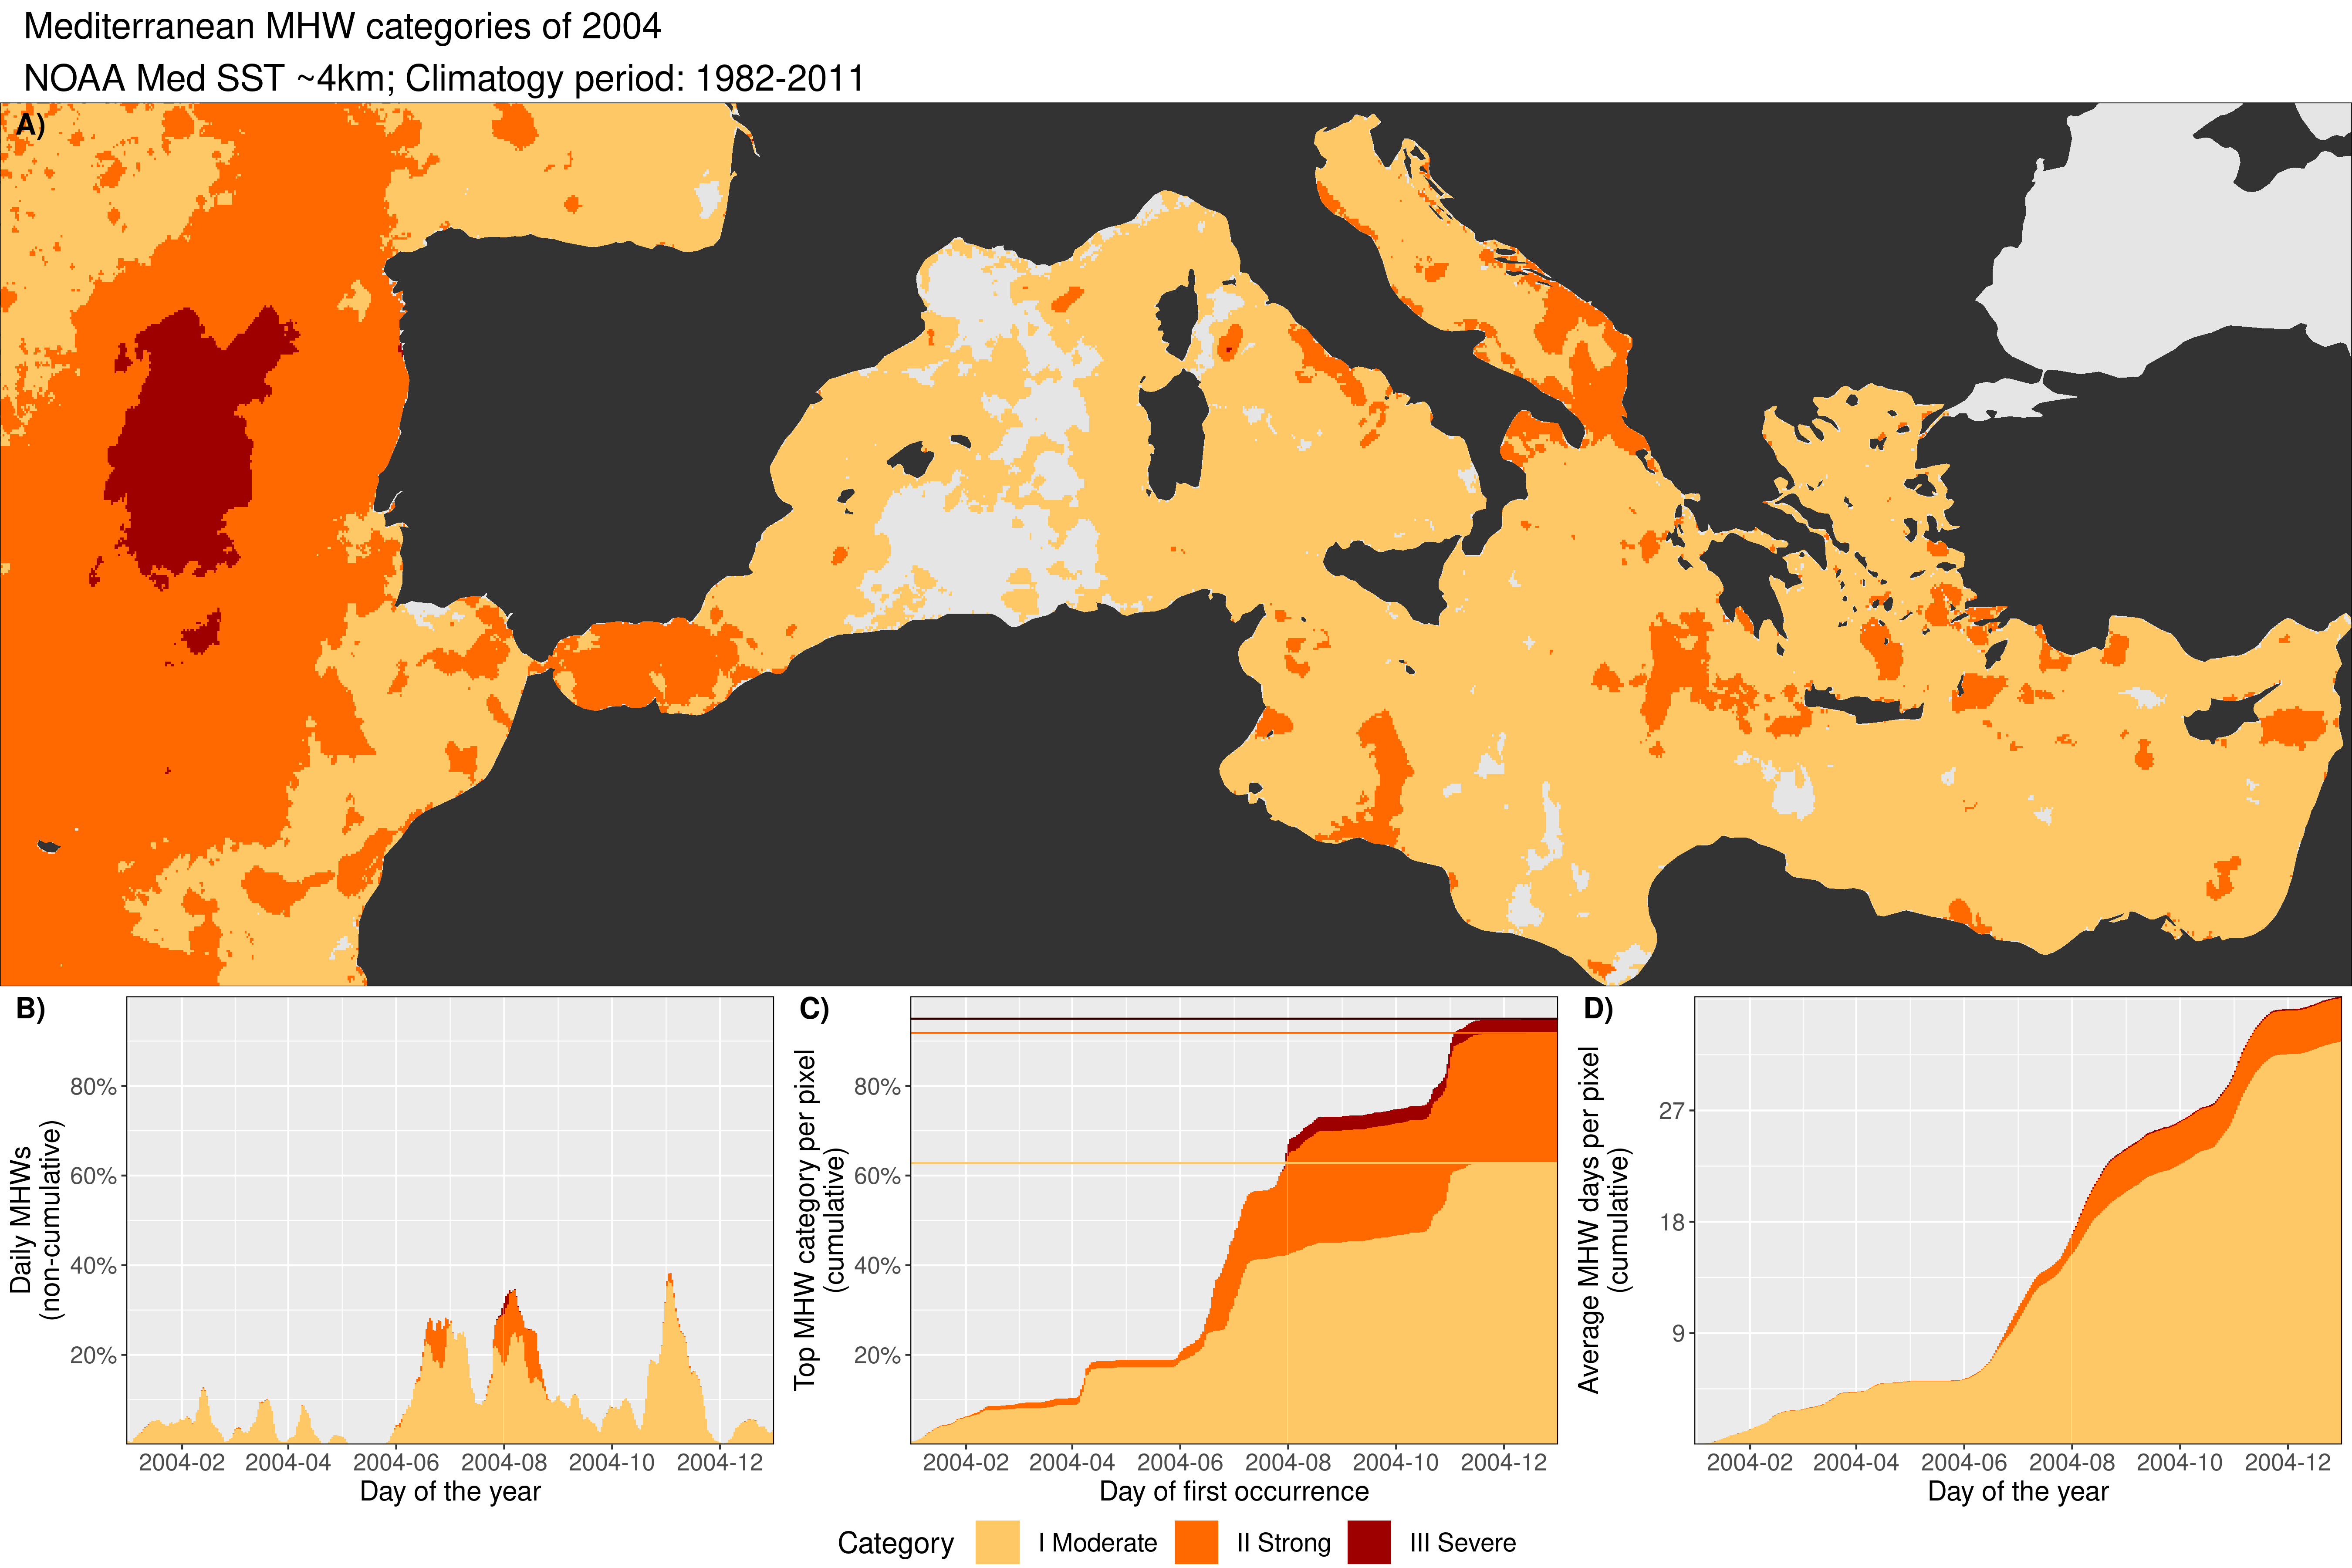 Mediterranean MHW categories of 2004
NOAA Med SST ~4km; Climatogy period: 1982-2011
A)
B)
Daily MHWs
(non-cumulative)
80%
60%
40%
20%
2004-02 2004-04 2004-06 2004-08 2004-10 2004-12
Day of the year
C)
Top MHW category per pixel
(cumulative)
80%
60%
40%
20%
2004-02 2004-04 2004-06 2004-08 2004-10 2004-12
Day of first occurrence
D)
Average MHW days per pixel
(cumulative)
27
18
9
2004-02 2004-04 2004-06 2004-08 2004-10 2004-12
Day of the year
Category I Moderate II Strong III Severe